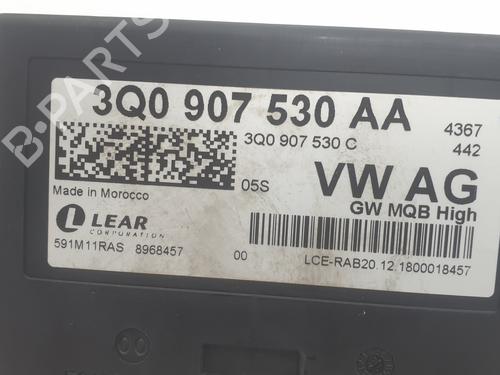 3Q0 907 530 AA
4367
442
3Q0 907 530 C
Made in Morocco
05S
VW AG
GW MQB High
LEAR
CORPORATION
591M11RAS 8968457
00
LCE-RAB20.12.1800018457
B-PARTS